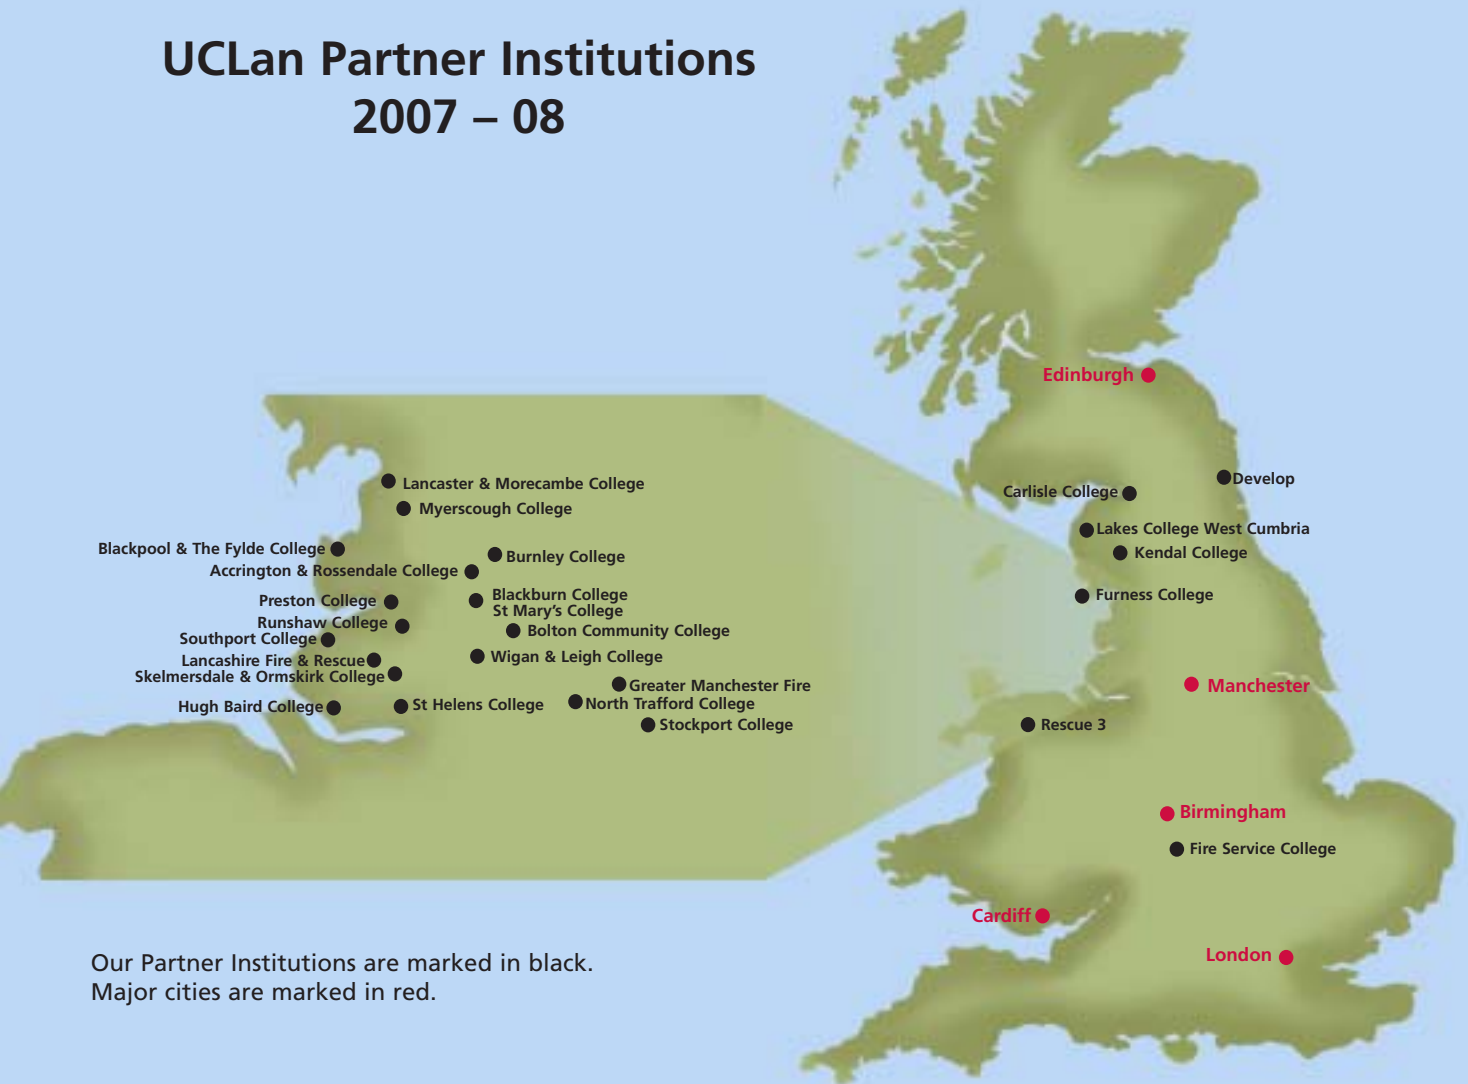 UCLan Partner Institutions
2007 – 08
Edinburgh
Develop
Carlisle College
Lakes College West Cumbria
Kendal College
Furness College
Manchester
Rescue 3
Birmingham
Fire Service College
Cardiff
London
Lancaster & Morecambe College
Myerscough College
Blackpool & The Fylde College
Burnley College
Accrington & Rossendale College
Preston College
Blackburn College
St Mary's College
Runshaw College
Bolton Community College
Southport College
Lancashire Fire & Rescue
Wigan & Leigh College
Skelmersdale & Ormskirk College
Greater Manchester Fire
Hugh Baird College
St Helens College
North Trafford College
Stockport College
Our Partner Institutions are marked in black.
Major cities are marked in red.